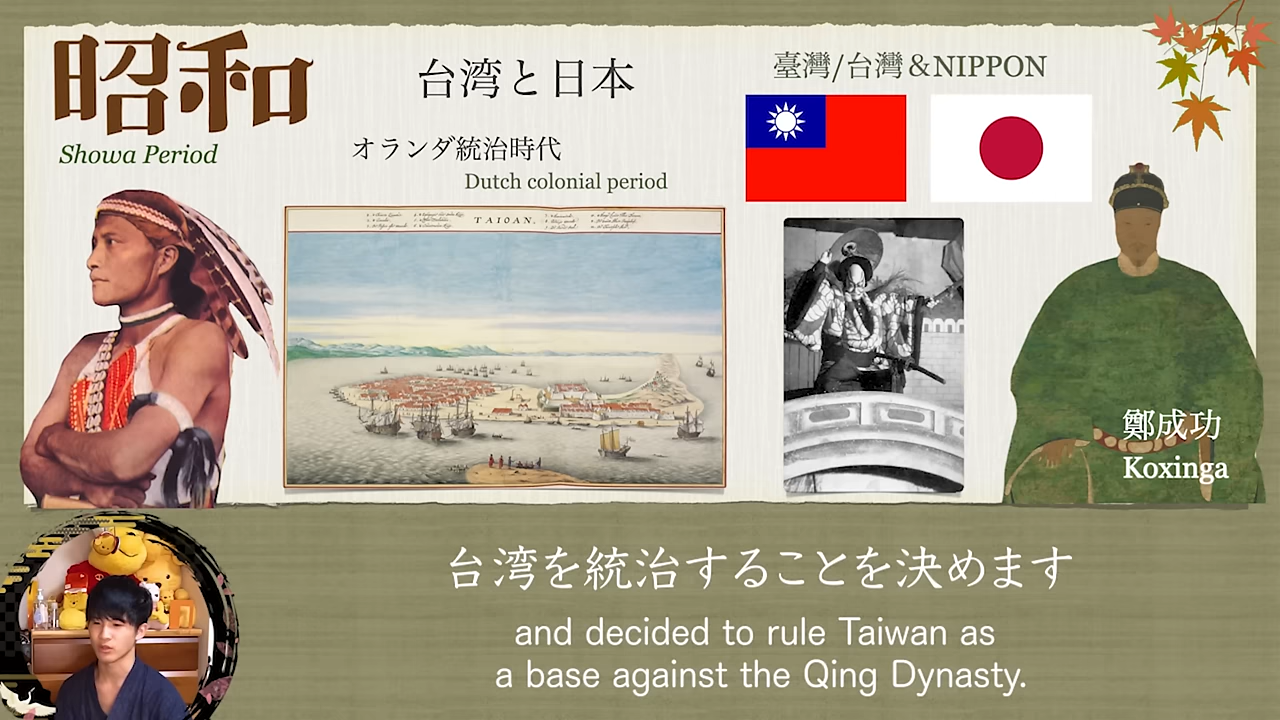 昭和
Showa Period
台湾と日本
臺灣/台灣&NIPPON
オランダ統治時代
Dutch colonial period
TAIOAN.
鄭成功
Koxinga
台湾を統治することを決めます
and decided to rule Taiwan as
a base against the Qing Dynasty.